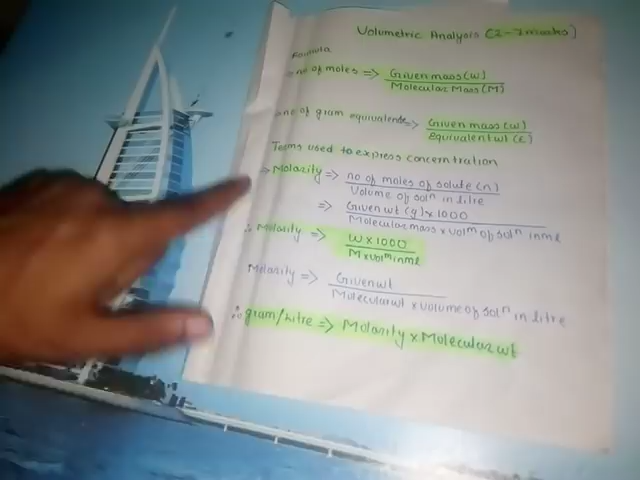 Volumetric Analysis (2-7 marks)
Formula
no of moles => Given mass (w)
Molecular Mass (M)
no of gram equivalents => Given mass (w)
Equivalent wt (E)
Terms used to express concentration
→ Molarity => no of moles of solute (n)
Volume of solⁿ in litre
=> Given wt (g) x 1000
Molecular mass x volᵐ of solⁿ in ml
∴ Molarity => W x 1000
M x volᵐ in ml
Molarity => Given wt
Molecular wt x volume of solⁿ in litre
∴ gram/Litre => Molarity x Molecular wt